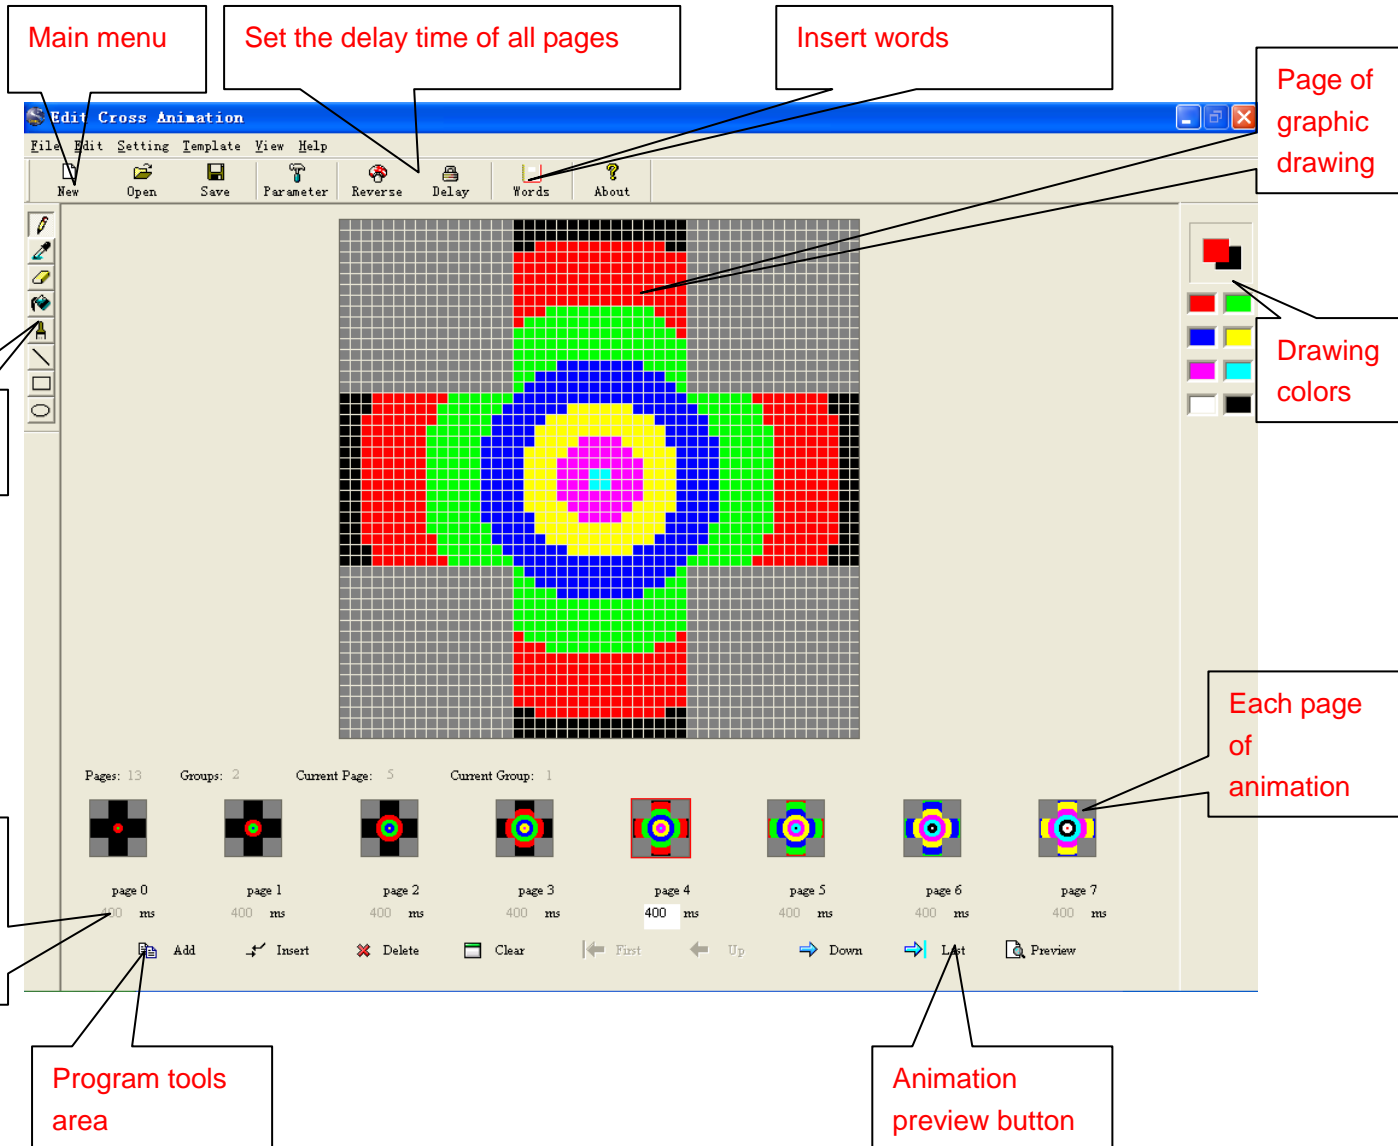 Main menu
Set the delay time of all pages
Insert words
Page of
graphic
drawing
Edit Cross Animation
File Edit Setting Template View Help
New Open Save Parameter Reverse Delay Words About
Drawing
colors
Each page
of
animation
Pages: 13 Groups: 2 Current Page: 5 Current Group: 1
page 0 page 1 page 2 page 3 page 4 page 5 page 6 page 7
400 ms 400 ms 400 ms 400 ms 400 ms 400 ms 400 ms 400 ms
Add Insert Delete Clear First Up Down Last Preview
Program tools
area
Animation
preview button